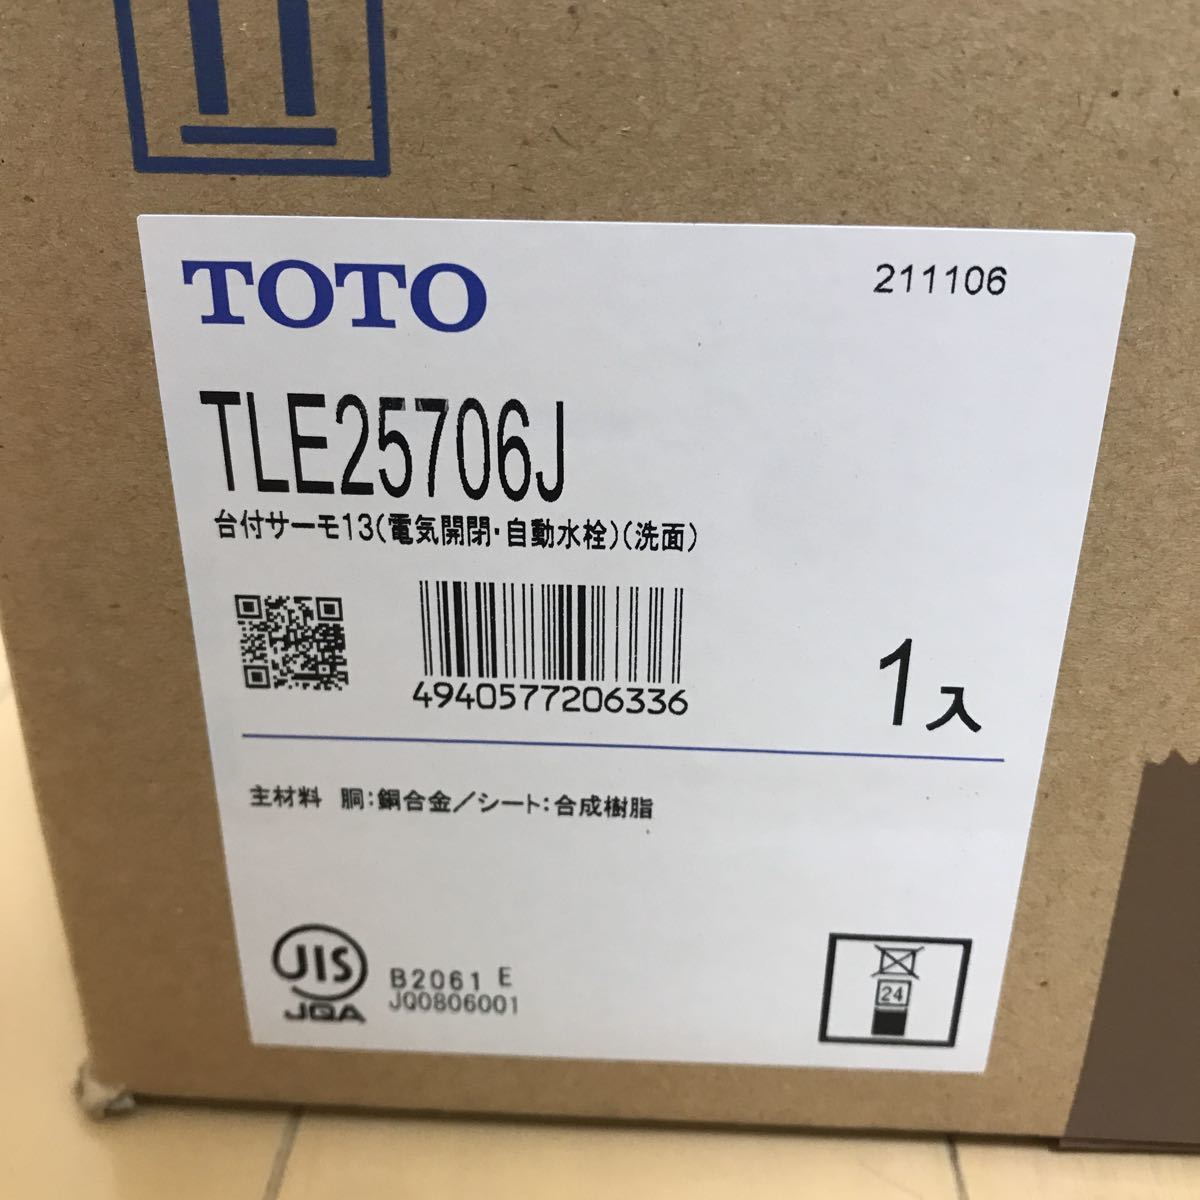 TOTO
211106
TLE25706J
台付サーモ13(電気開閉・自動水栓)(洗面)
4940577206336
1入
主材料 胴:銅合金/シート:合成樹脂
JIS
JQA
B2061 E
JQ0806001
24